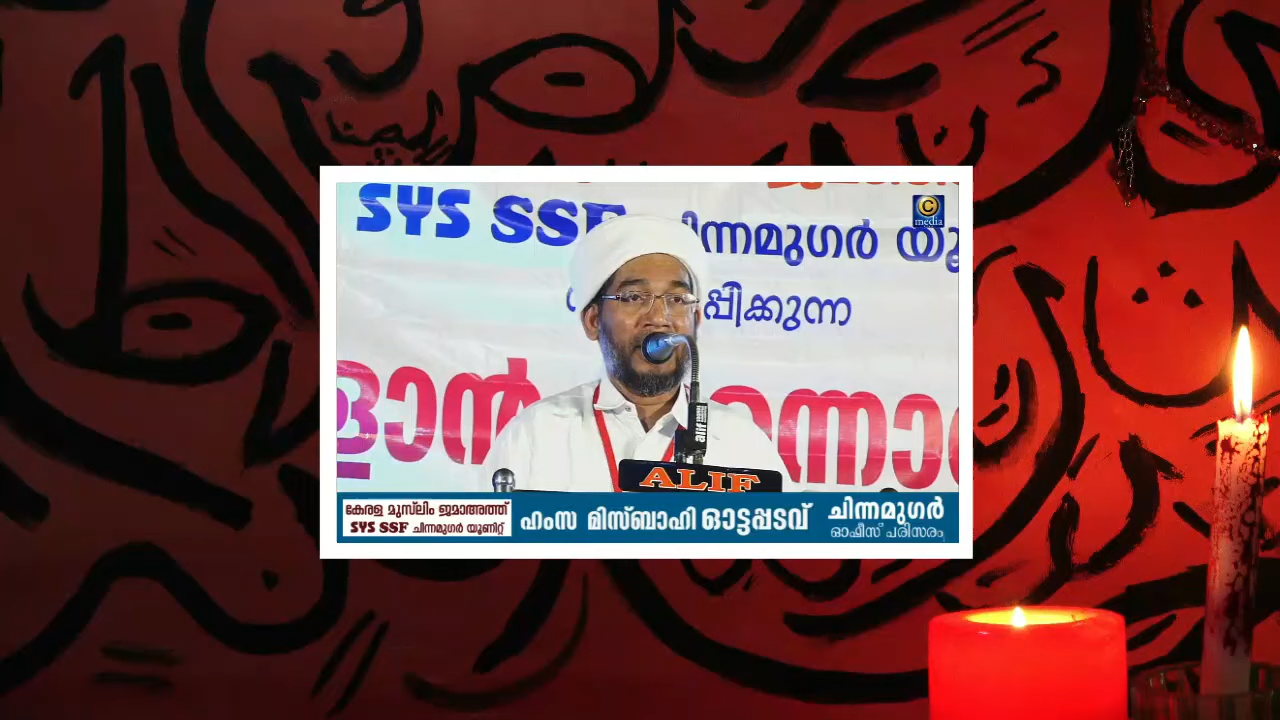 SYS SSF ചിന്നമുഗർ
C
media
പ്പിക്കുന്ന
alif
ALIF
കേരള മുസ്‌ലിം ജമാഅത്ത്
SYS SSF ചിന്നമുഗർ യൂണിറ്റ്
ഹംസ മിസ്ബാഹി ഓട്ടപ്പടവ്
ചിന്നമുഗർ
ഓഫീസ് പരിസരം